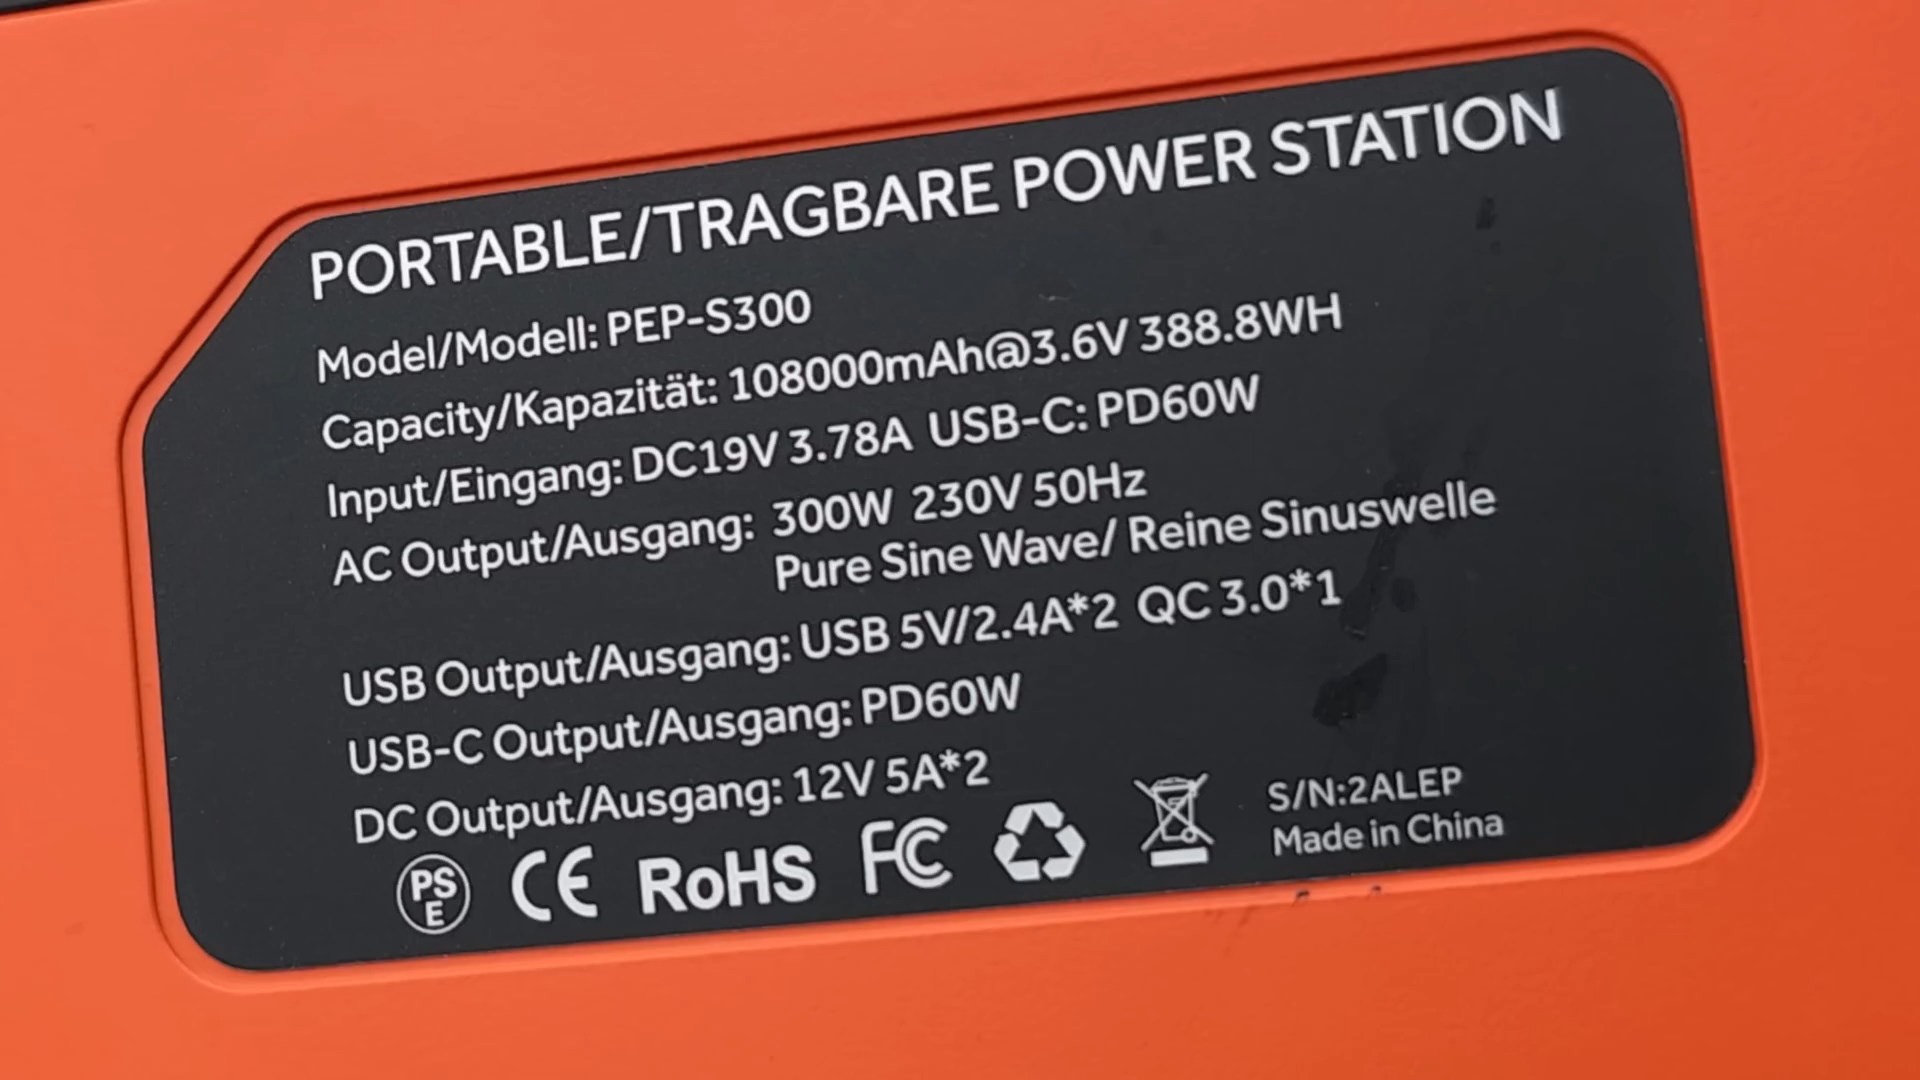 PORTABLE/TRAGBARE POWER STATION
Model/Modell: PEP-S300
Capacity/Kapazität: 108000mAh@3.6V 388.8WH
Input/Eingang: DC19V 3.78A USB-C: PD60W
AC Output/Ausgang: 300W 230V 50Hz
Pure Sine Wave/ Reine Sinuswelle
USB Output/Ausgang: USB 5V/2.4A*2 QC 3.0*1
USB-C Output/Ausgang: PD60W
DC Output/Ausgang: 12V 5A*2
PS E CE RoHS FC
S/N:2ALEP
Made in China